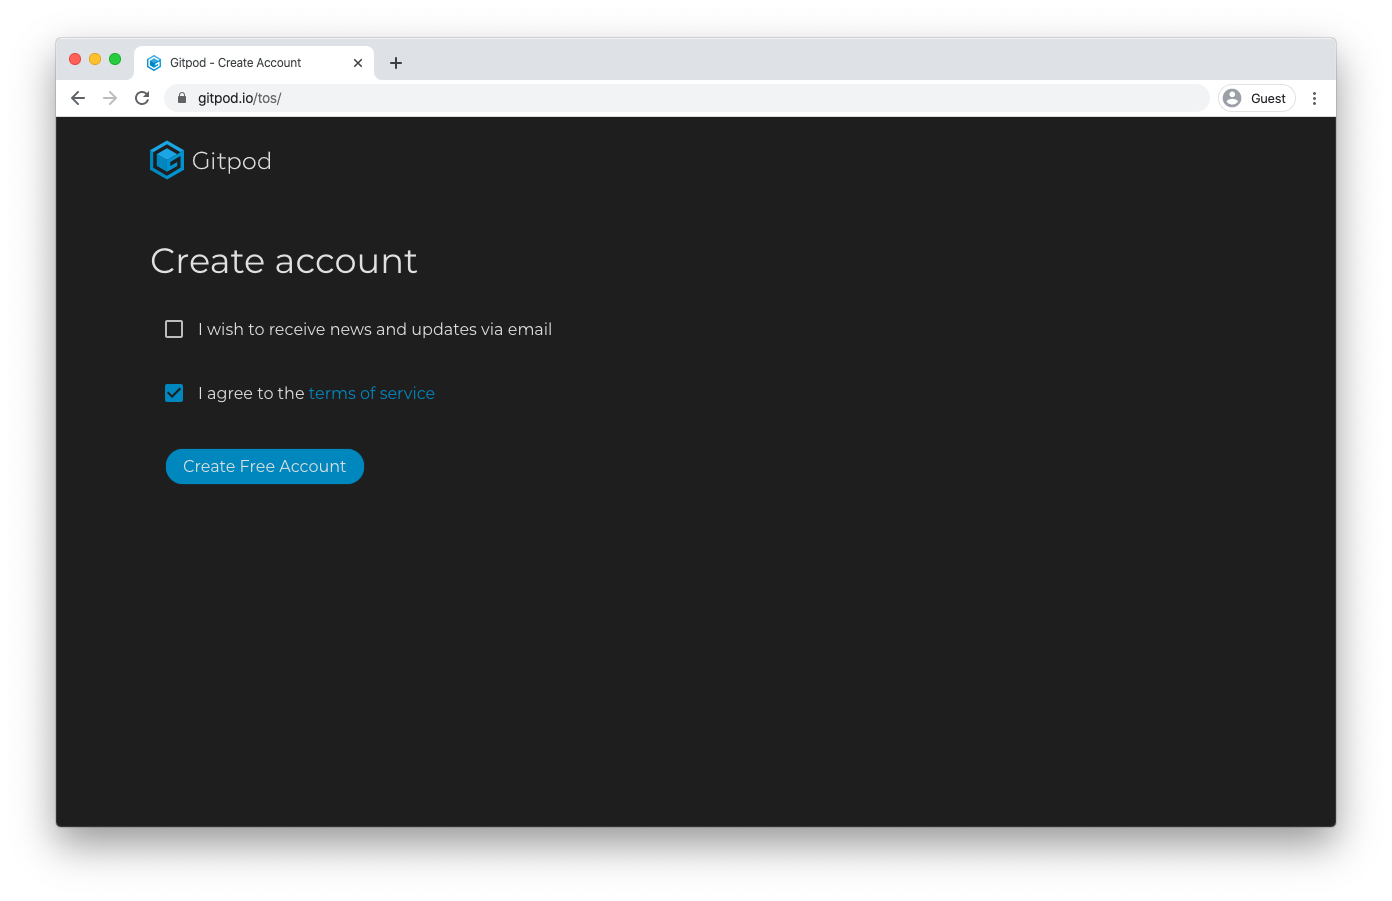 Gitpod - Create Account
gitpod.io/tos/
Guest
Gitpod
Create account
I wish to receive news and updates via email
I agree to the terms of service
Create Free Account